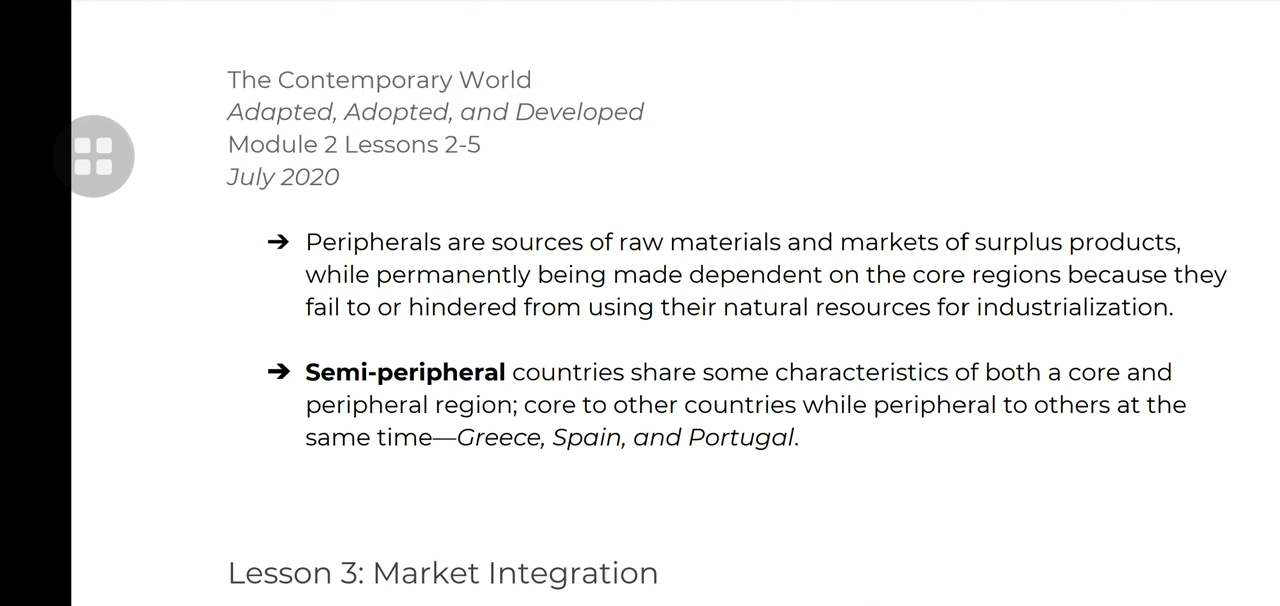 The Contemporary World
Adapted, Adopted, and Developed
Module 2 Lessons 2-5
July 2020
➔ Peripherals are sources of raw materials and markets of surplus products,
while permanently being made dependent on the core regions because they
fail to or hindered from using their natural resources for industrialization.
➔ Semi-peripheral countries share some characteristics of both a core and
peripheral region; core to other countries while peripheral to others at the
same time—Greece, Spain, and Portugal.
Lesson 3: Market Integration